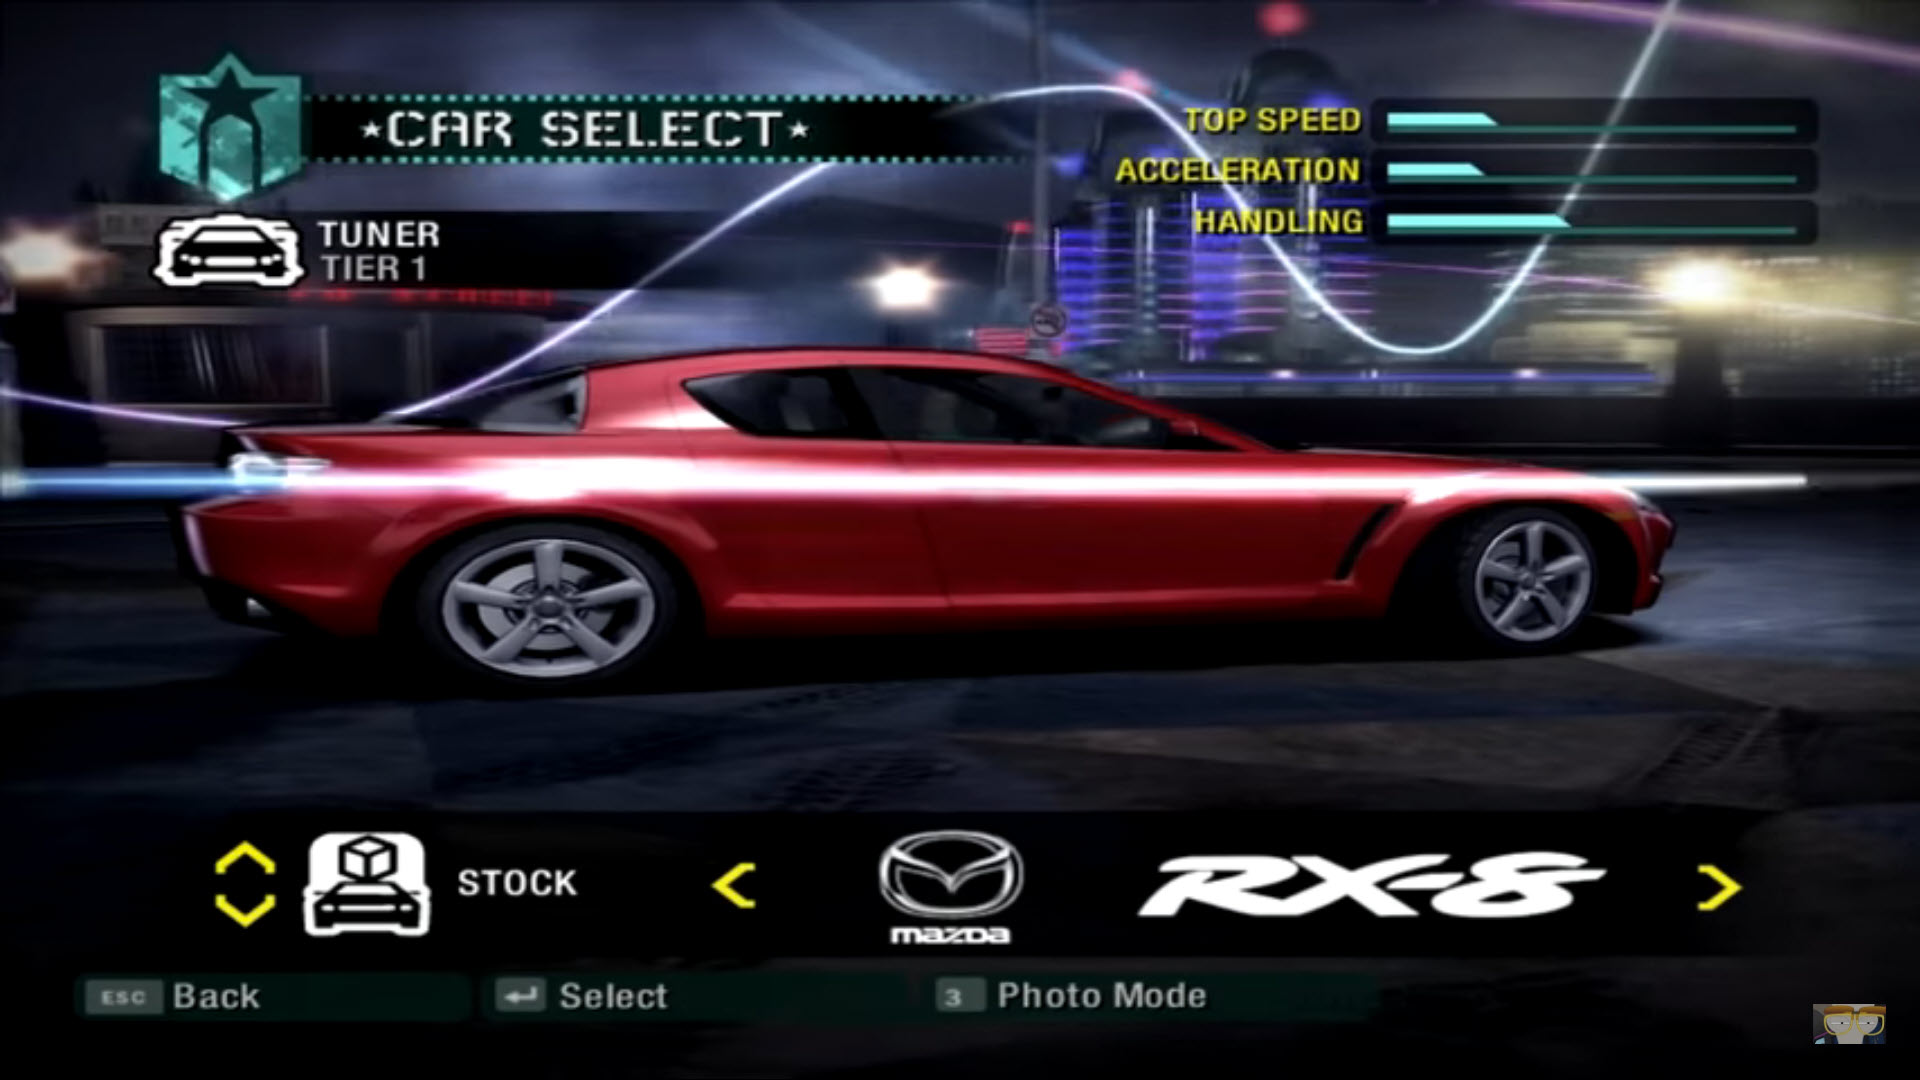 ★CAR SELECT★
TUNER
TIER 1
TOP SPEED
ACCELERATION
HANDLING
STOCK
mazda
RX-8
ESC Back
Select
3 Photo Mode